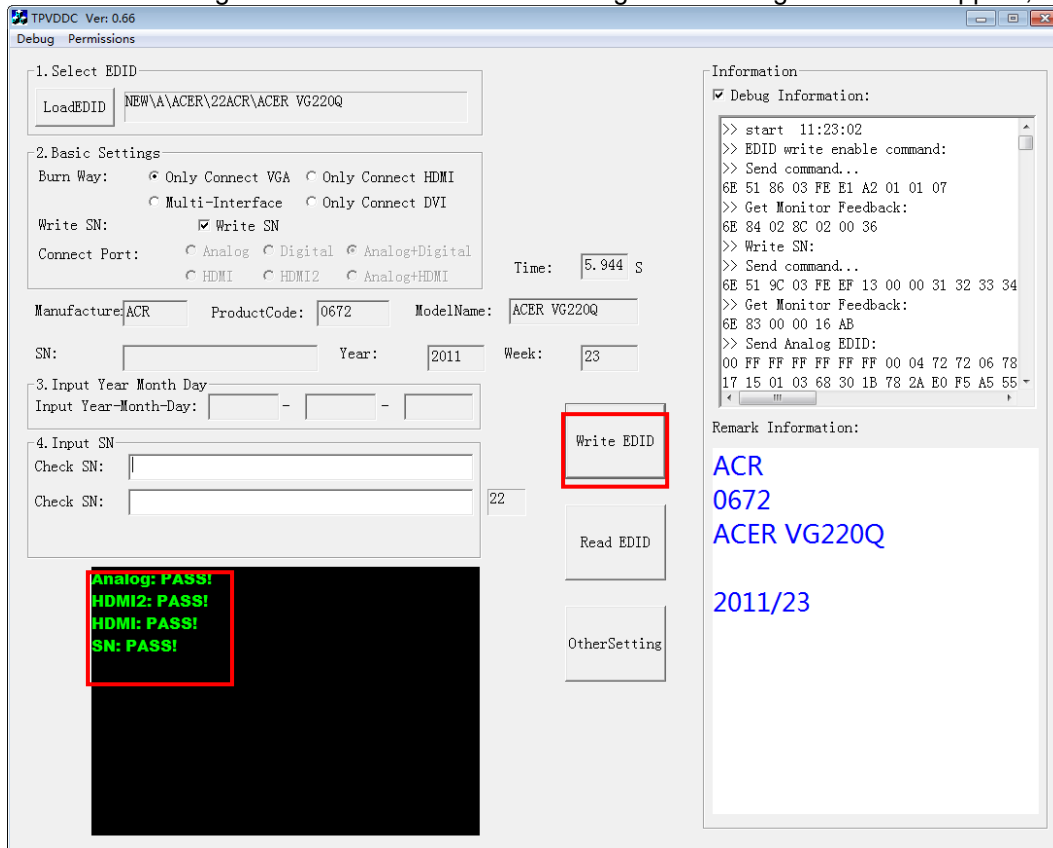 TPVDDC Ver: 0.66
Debug Permissions
1. Select EDID
LoadEDID NEW\A\ACER\22ACR\ACER VG220Q
2. Basic Settings
Burn Way: Only Connect VGA Only Connect HDMI
Multi-Interface Only Connect DVI
Write SN: Write SN
Connect Port: Analog Digital Analog+Digital
HDMI HDMI2 Analog+HDMI
Time: 5.944 S
Manufacture: ACR ProductCode: 0672 ModelName: ACER VG220Q
SN: Year: 2011 Week: 23
3. Input Year Month Day
Input Year-Month-Day: - -
4. Input SN
Check SN:
Check SN: 22
Write EDID
Read EDID
OtherSetting
Analog: PASS!
HDMI2: PASS!
HDMI: PASS!
SN: PASS!
Information
Debug Information:
>> start 11:23:02
>> EDID write enable command:
>> Send command...
6E 51 86 03 FE E1 A2 01 01 07
>> Get Monitor Feedback:
6E 84 02 8C 02 00 36
>> Write SN:
>> Send command...
6E 51 9C 03 FE EF 13 00 00 31 32 33 34
>> Get Monitor Feedback:
6E 83 00 00 16 AB
>> Send Analog EDID:
00 FF FF FF FF FF FF 00 04 72 72 06 78
17 15 01 03 68 30 1B 78 2A E0 F5 A5 55
Remark Information:
ACR
0672
ACER VG220Q
2011/23